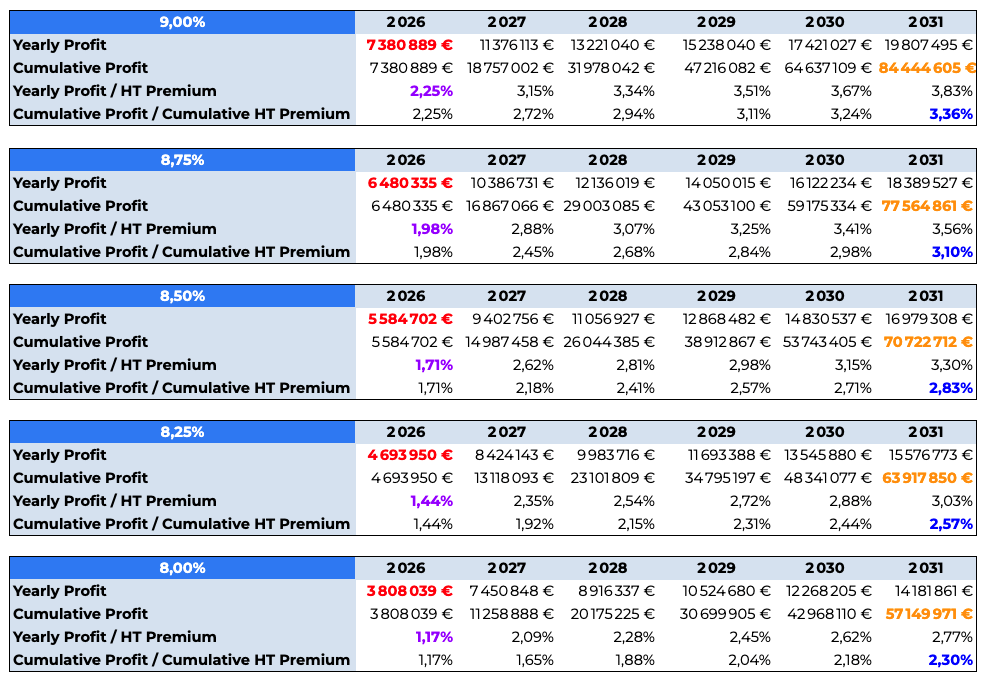 9,00% 2026 2027 2028 2029 2030 2031
Yearly Profit 7 380 889 € 11 376 113 € 13 221 040 € 15 238 040 € 17 421 027 € 19 807 495 €
Cumulative Profit 7 380 889 € 18 757 002 € 31 978 042 € 47 216 082 € 64 637 109 € 84 444 605 €
Yearly Profit / HT Premium 2,25% 3,15% 3,34% 3,51% 3,67% 3,83%
Cumulative Profit / Cumulative HT Premium 2,25% 2,72% 2,94% 3,11% 3,24% 3,36%
8,75% 2026 2027 2028 2029 2030 2031
Yearly Profit 6 480 335 € 10 386 731 € 12 136 019 € 14 050 015 € 16 122 234 € 18 389 527 €
Cumulative Profit 6 480 335 € 16 867 066 € 29 003 085 € 43 053 100 € 59 175 334 € 77 564 861 €
Yearly Profit / HT Premium 1,98% 2,88% 3,07% 3,25% 3,41% 3,56%
Cumulative Profit / Cumulative HT Premium 1,98% 2,45% 2,68% 2,84% 2,98% 3,10%
8,50% 2026 2027 2028 2029 2030 2031
Yearly Profit 5 584 702 € 9 402 756 € 11 056 927 € 12 868 482 € 14 830 537 € 16 979 308 €
Cumulative Profit 5 584 702 € 14 987 458 € 26 044 385 € 38 912 867 € 53 743 405 € 70 722 712 €
Yearly Profit / HT Premium 1,71% 2,62% 2,81% 2,98% 3,15% 3,30%
Cumulative Profit / Cumulative HT Premium 1,71% 2,18% 2,41% 2,57% 2,71% 2,83%
8,25% 2026 2027 2028 2029 2030 2031
Yearly Profit 4 693 950 € 8 424 143 € 9 983 716 € 11 693 388 € 13 545 880 € 15 576 773 €
Cumulative Profit 4 693 950 € 13 118 093 € 23 101 809 € 34 795 197 € 48 341 077 € 63 917 850 €
Yearly Profit / HT Premium 1,44% 2,35% 2,54% 2,72% 2,88% 3,03%
Cumulative Profit / Cumulative HT Premium 1,44% 1,92% 2,15% 2,31% 2,44% 2,57%
8,00% 2026 2027 2028 2029 2030 2031
Yearly Profit 3 808 039 € 7 450 848 € 8 916 337 € 10 524 680 € 12 268 205 € 14 181 861 €
Cumulative Profit 3 808 039 € 11 258 888 € 20 175 225 € 30 699 905 € 42 968 110 € 57 149 971 €
Yearly Profit / HT Premium 1,17% 2,09% 2,28% 2,45% 2,62% 2,77%
Cumulative Profit / Cumulative HT Premium 1,17% 1,65% 1,88% 2,04% 2,18% 2,30%